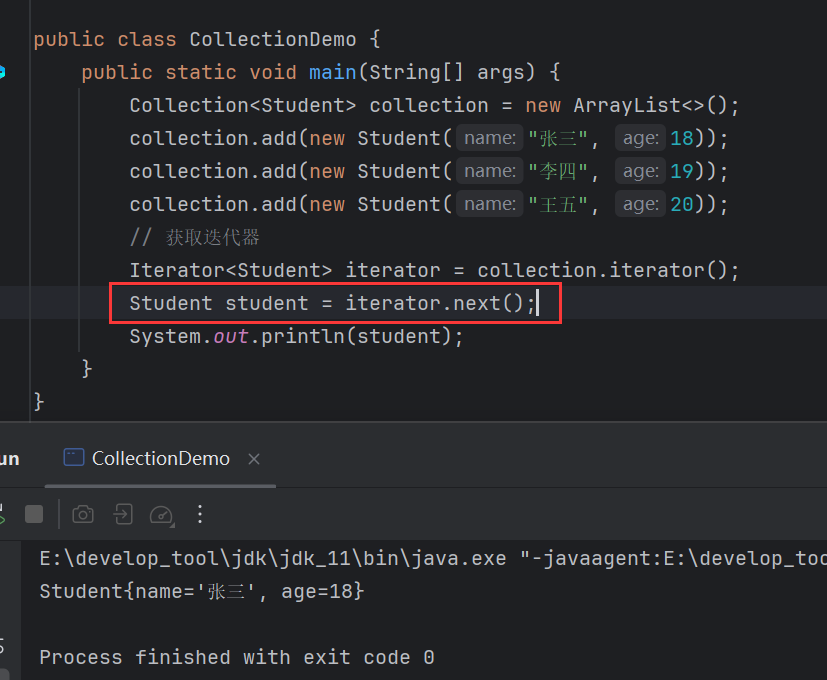 public class CollectionDemo {
public static void main(String[] args) {
Collection<Student> collection = new ArrayList<>();
collection.add(new Student( name: "张三", age: 18));
collection.add(new Student( name: "李四", age: 19));
collection.add(new Student( name: "王五", age: 20));
// 获取迭代器
Iterator<Student> iterator = collection.iterator();
Student student = iterator.next();
System.out.println(student);
}
}
un
CollectionDemo ×
E:\develop_tool\jdk\jdk_11\bin\java.exe "-javaagent:E:\develop_too
Student{name='张三', age=18}
Process finished with exit code 0